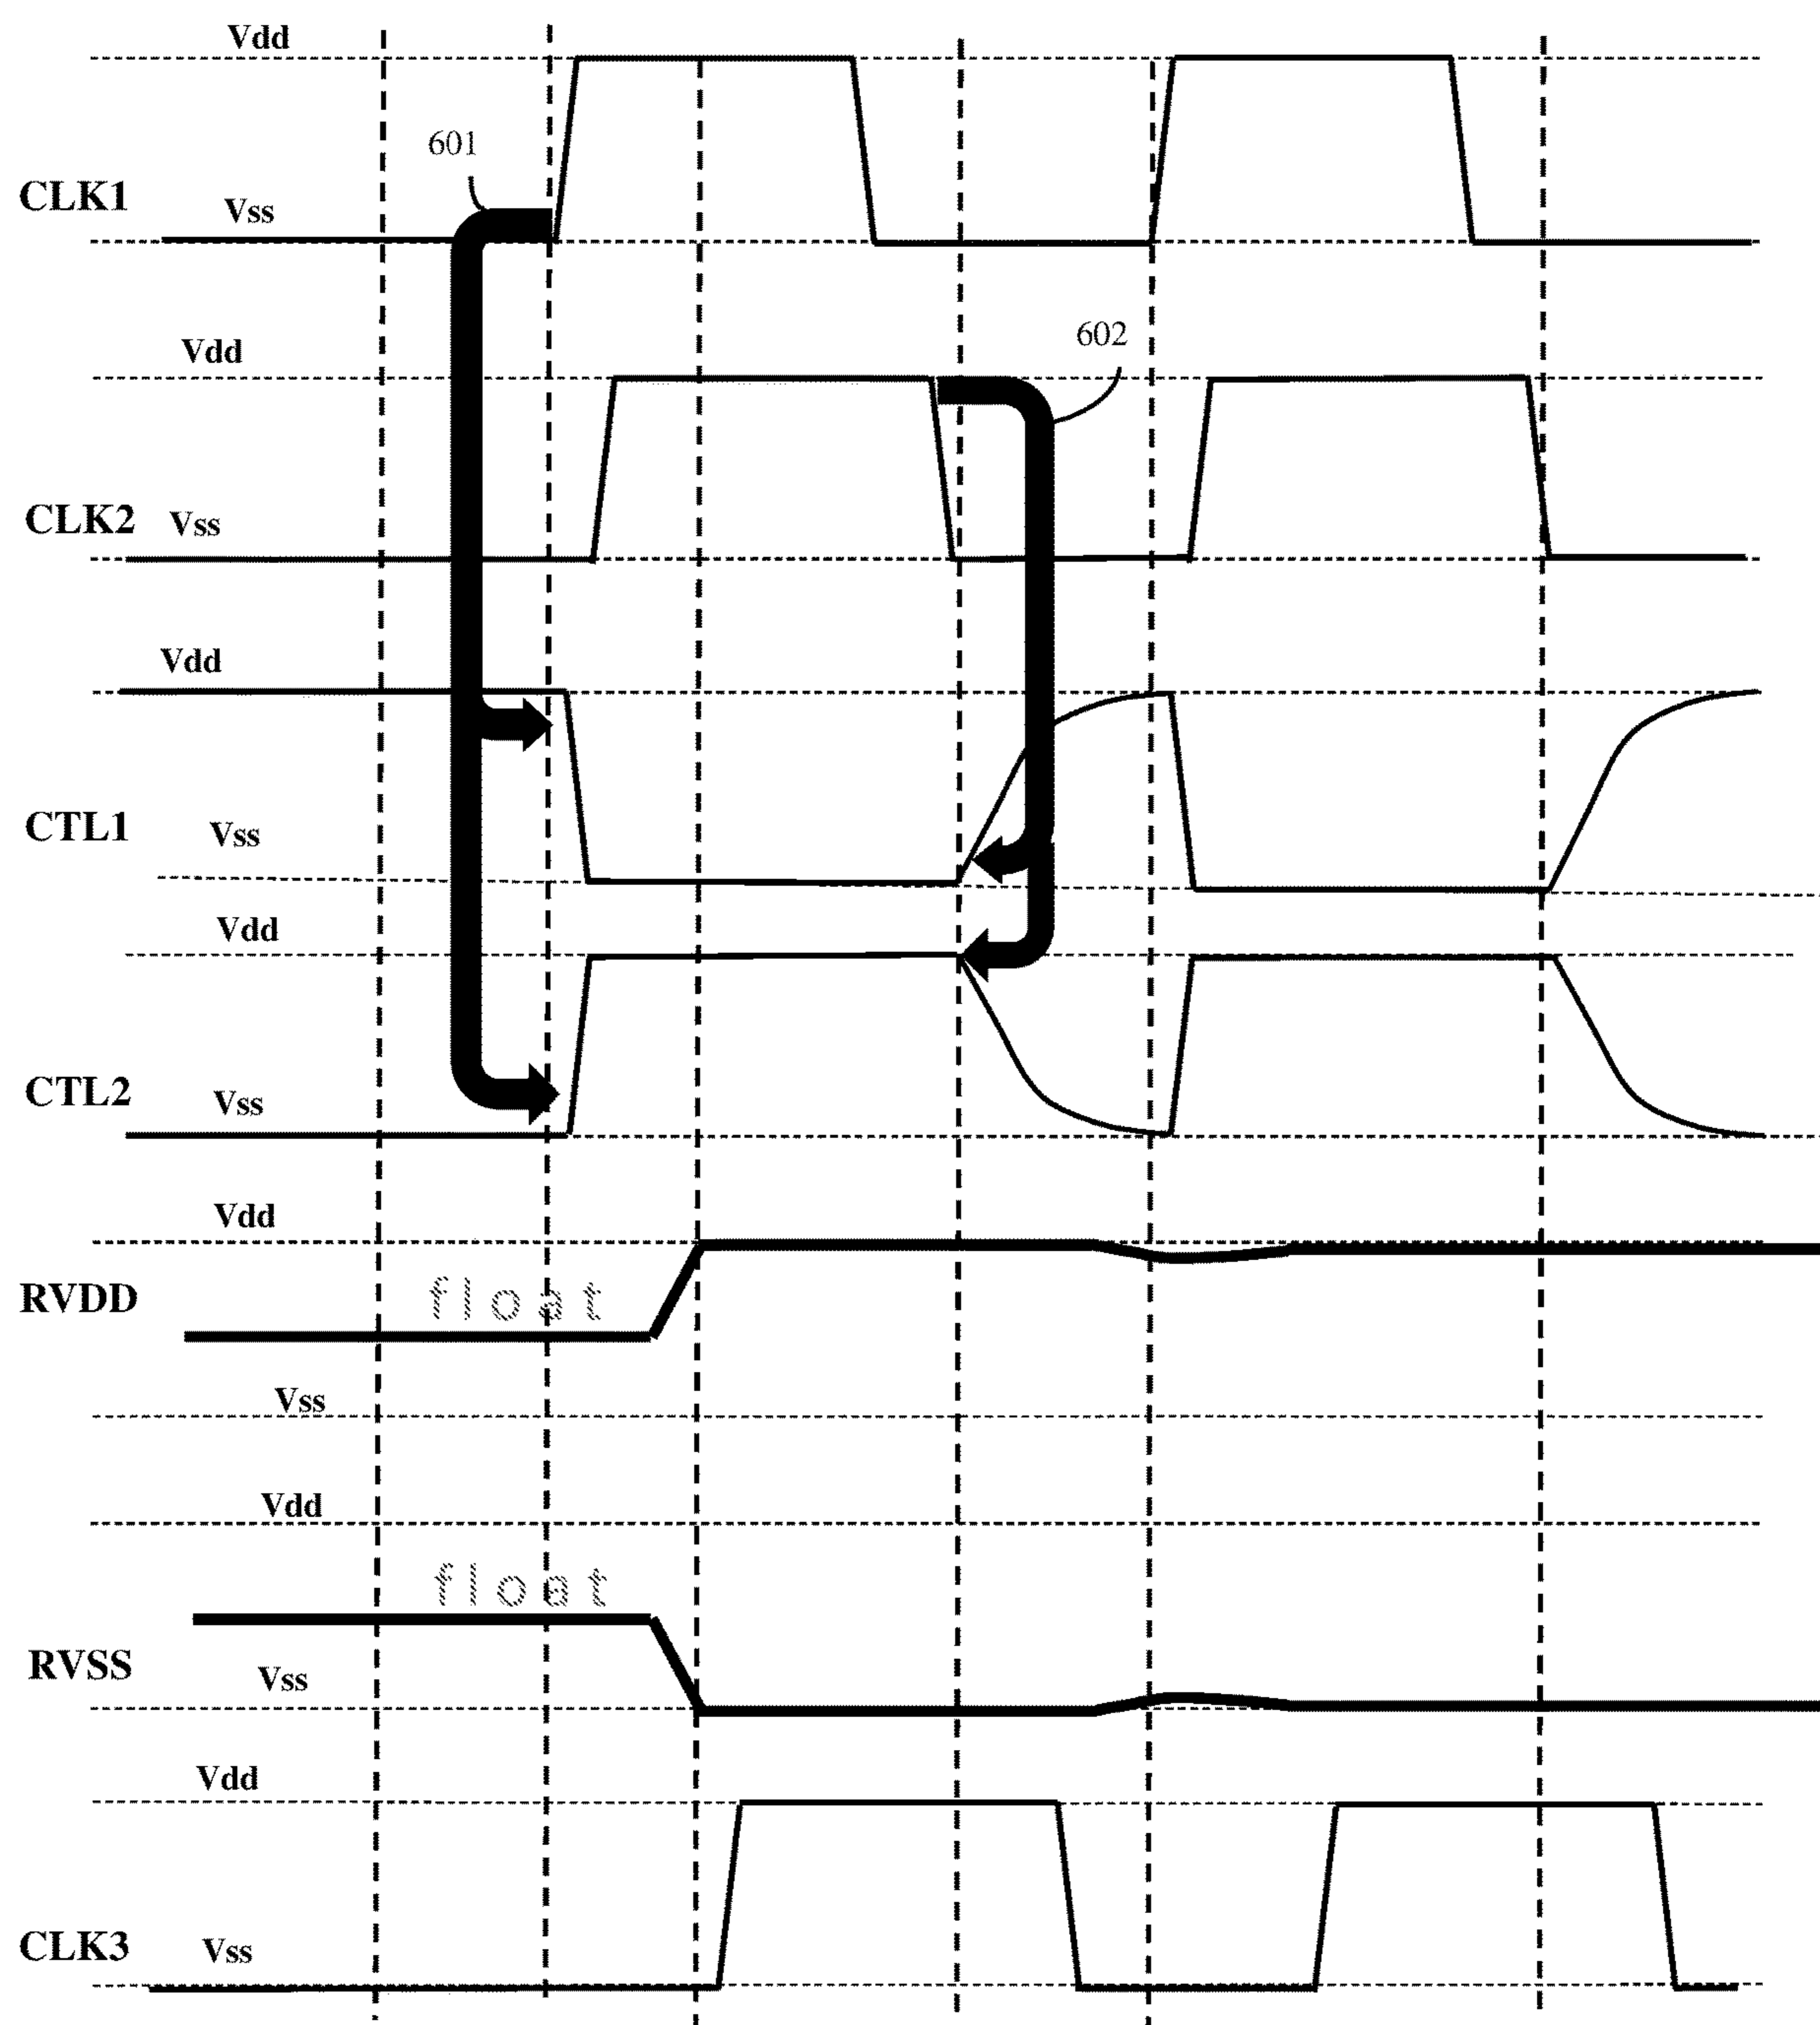 Vdd
601
CLK1
Vss
602
Vdd
CLK2
Vss
Vdd
CTL1
Vss
Vdd
CTL2
Vss
Vdd
float
RVDD
Vss
Vdd
float
RVSS
Vss
Vdd
CLK3
Vss